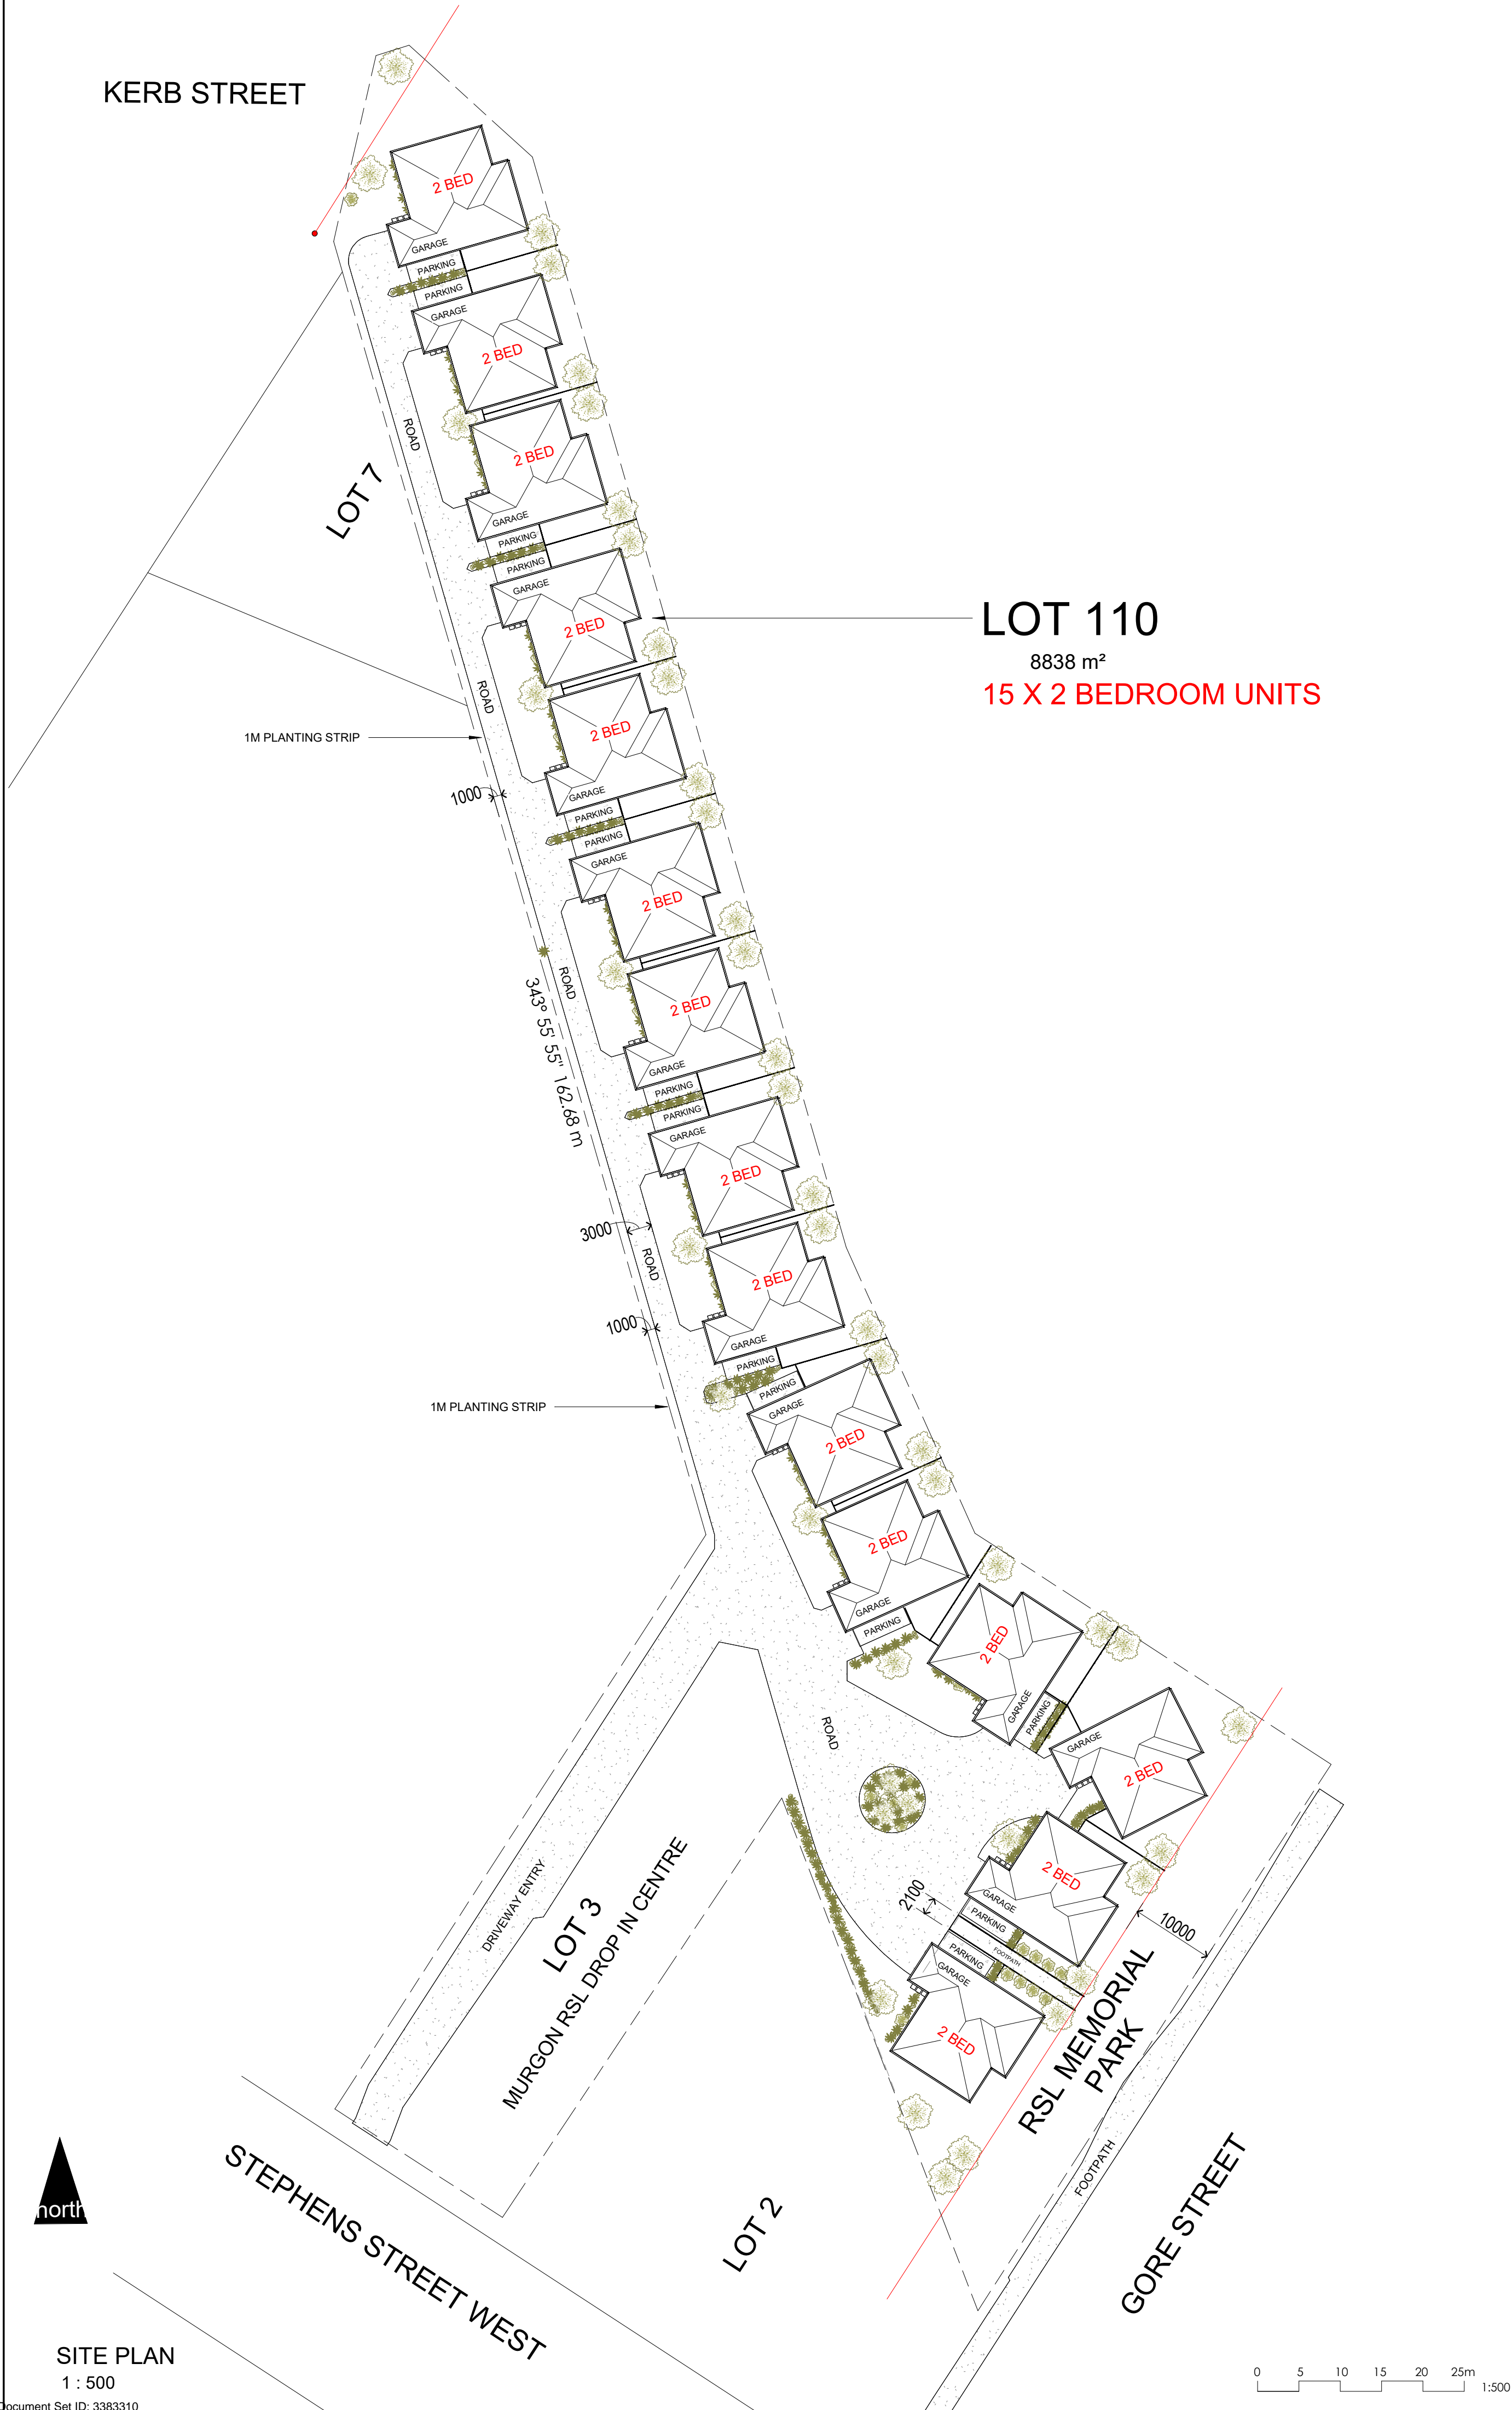 KERB STREET
2 BED
GARAGE
PARKING
PARKING
GARAGE
2 BED
ROAD
2 BED
LOT 7
GARAGE
PARKING
PARKING
GARAGE
LOT 110
2 BED
8838 m²
15 X 2 BEDROOM UNITS
ROAD
2 BED
1M PLANTING STRIP
1000
GARAGE
PARKING
PARKING
GARAGE
2 BED
ROAD
2 BED
343° 55' 55" 162.68 m
GARAGE
PARKING
PARKING
GARAGE
2 BED
3000
ROAD
2 BED
1000
GARAGE
PARKING
PARKING
1M PLANTING STRIP
GARAGE
2 BED
2 BED
GARAGE
PARKING
2 BED
GARAGE
PARKING
ROAD
GARAGE
2 BED
2 BED
DRIVEWAY ENTRY
LOT 3
MURGON RSL DROP IN CENTRE
2100
GARAGE
PARKING
10000
FOOTPATH
PARKING
GARAGE
2 BED
RSL MEMORIAL
PARK
FOOTPATH
north
STEPHENS STREET WEST
LOT 2
GORE STREET
SITE PLAN
1 : 500
0 5 10 15 20 25m
1:500
Document Set ID: 3383310